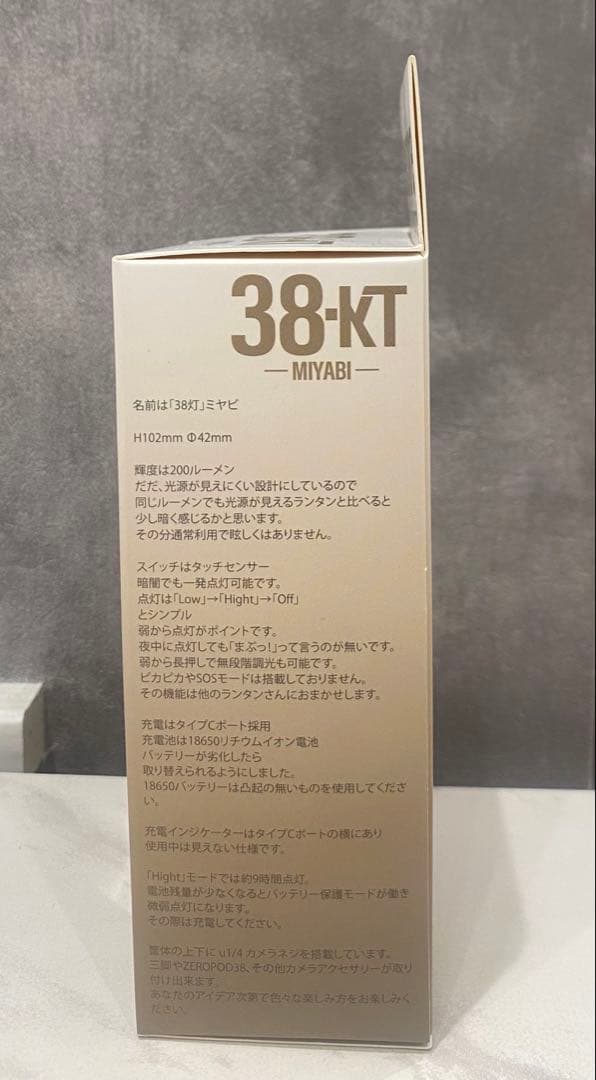 38-KT
— MIYABI —
名前は「38灯」ミヤビ
H102mm Φ42mm
輝度は200ルーメン
だだ、光源が見えにくい設計にしているので
同じルーメンでも光源が見えるランタンと比べると
少し暗く感じるかと思います。
その分通常利用で眩しくはありません。
スイッチはタッチセンサー
暗闇でも一発点灯可能です。
点灯は「Low」→「Hight」→「Off」
とシンプル
弱から点灯がポイントです。
夜中に点灯しても「まぶっ!」って言うのが無いです。
弱から長押しで無段階調光も可能です。
ピカピカやSOSモードは搭載しておりません。
その機能は他のランタンさんにおまかせします。
充電はタイプCポート採用
充電池は18650リチウムイオン電池
バッテリーが劣化したら
取り替えられるようにしました。
18650バッテリーは凸起の無いものを使用してくださ
い。
充電インジケーターはタイプCポートの横にあり
使用中は見えない仕様です。
「Hight」モードでは約9時間点灯。
電池残量が少なくなるとバッテリー保護モードが働き
微弱点灯になります。
その際は充電してください。
筐体の上下に u1/4 カメラネジを搭載しています。
三脚やZEROPOD38、その他カメラアクセサリーが取り
付け出来ます。
あなたのアイデア次第で色々な楽しみ方をお楽しみく
ださい。